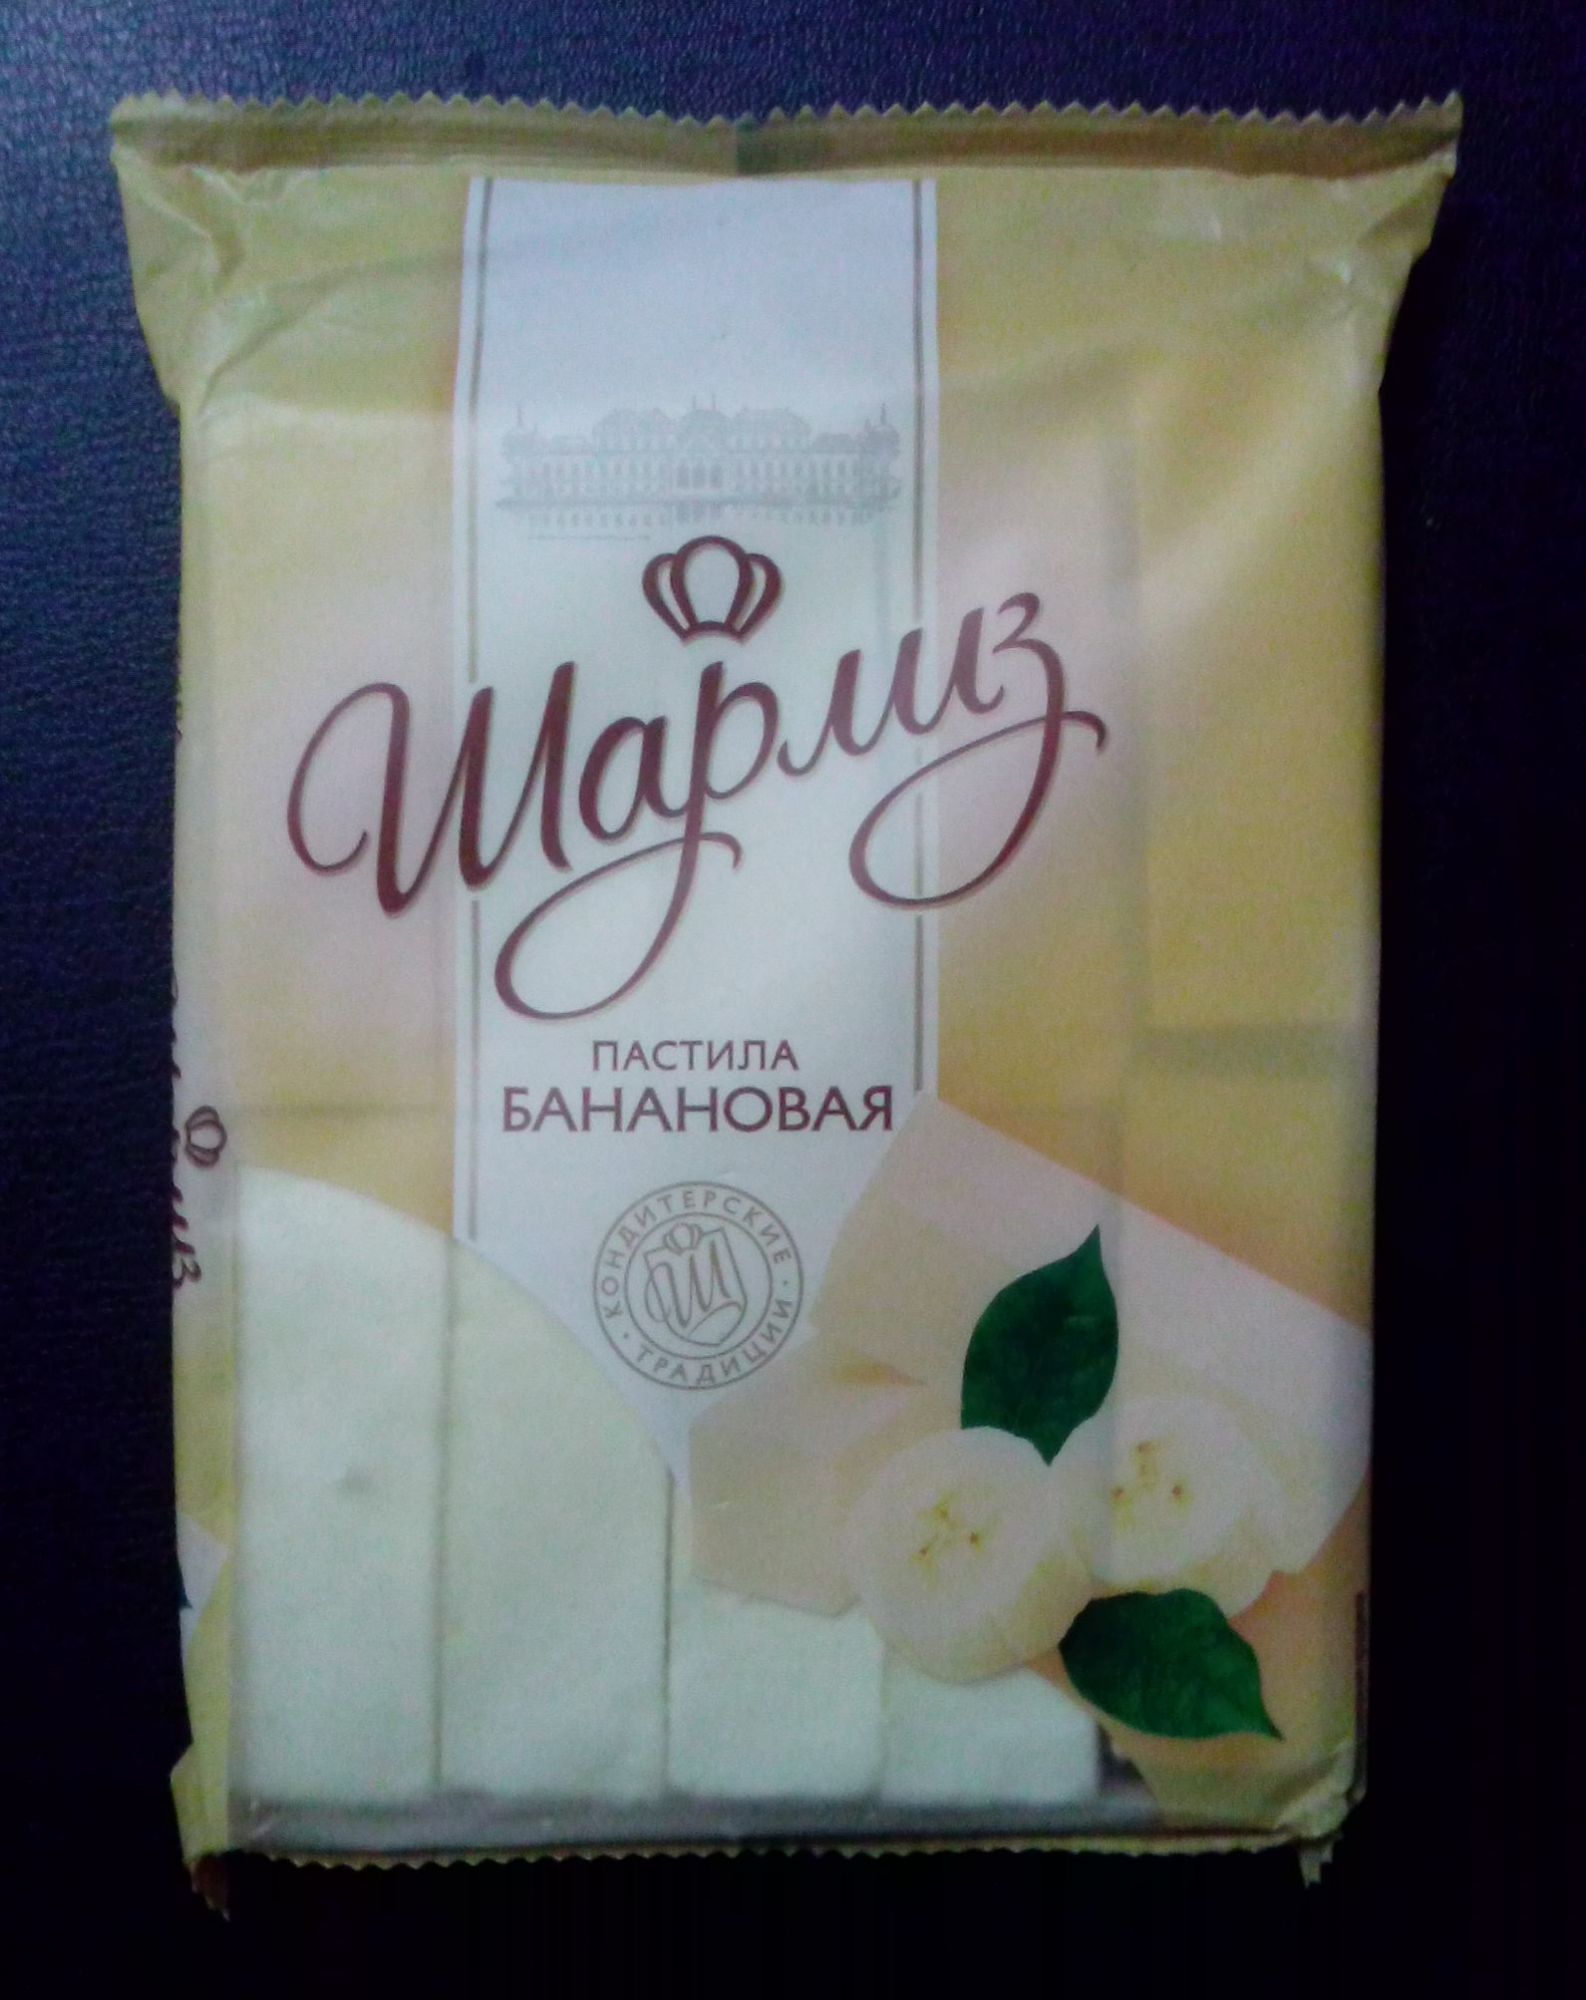 Шармиз
ПАСТИЛА
БАНАНОВАЯ
КОНДИТЕРСКИЕ
Ш
ТРАДИЦИИ